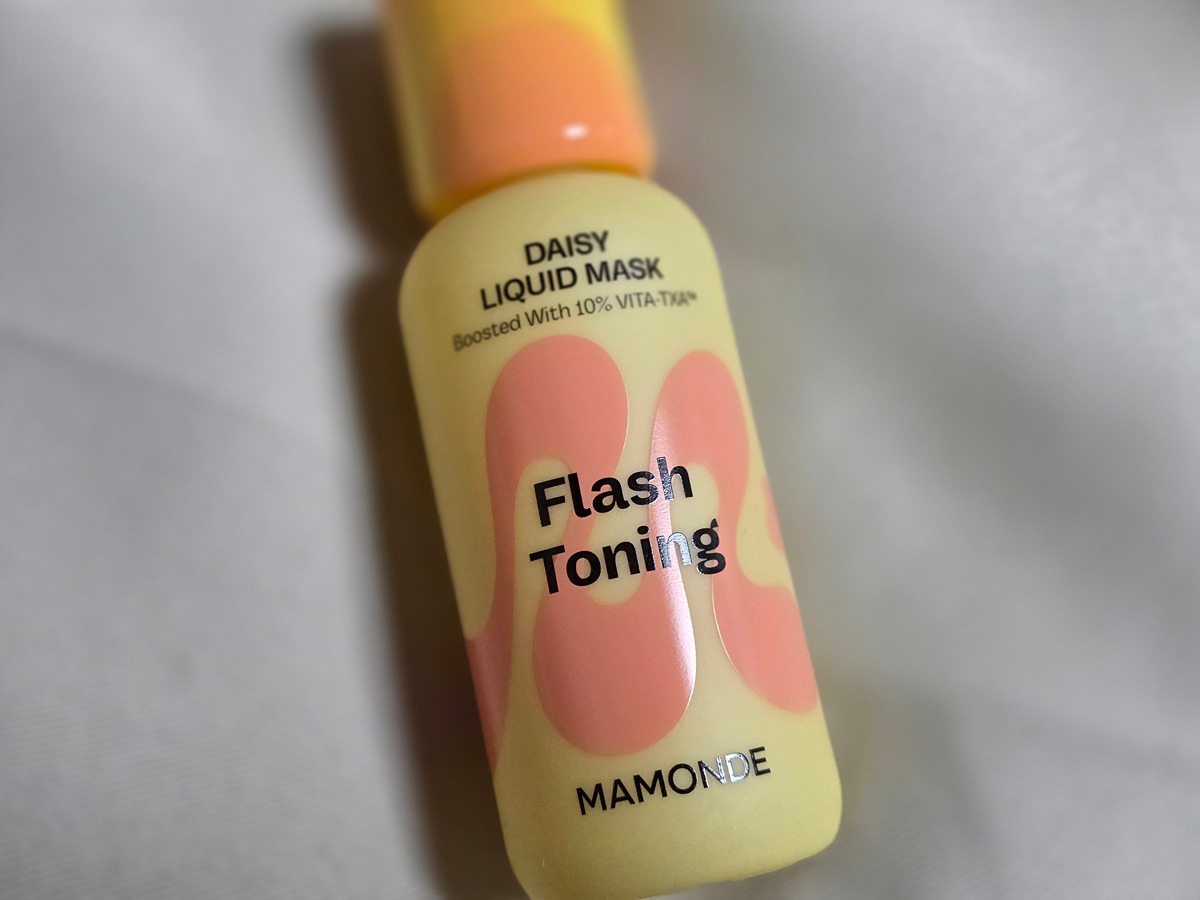 DAISY
LIQUID MASK
Boosted With 10% VITA-TXA™
Flash
Toning
MAMONDE